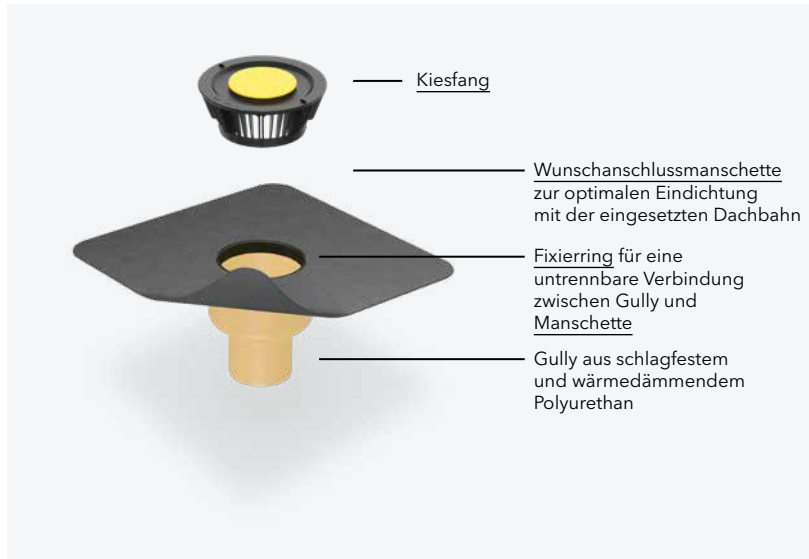 Kiesfang
Wunschanschlussmanschette
zur optimalen Eindichtung
mit der eingesetzten Dachbahn
Fixierring für eine
untrennbare Verbindung
zwischen Gully und
Manschette
Gully aus schlagfestem
und wärmedämmendem
Polyurethan